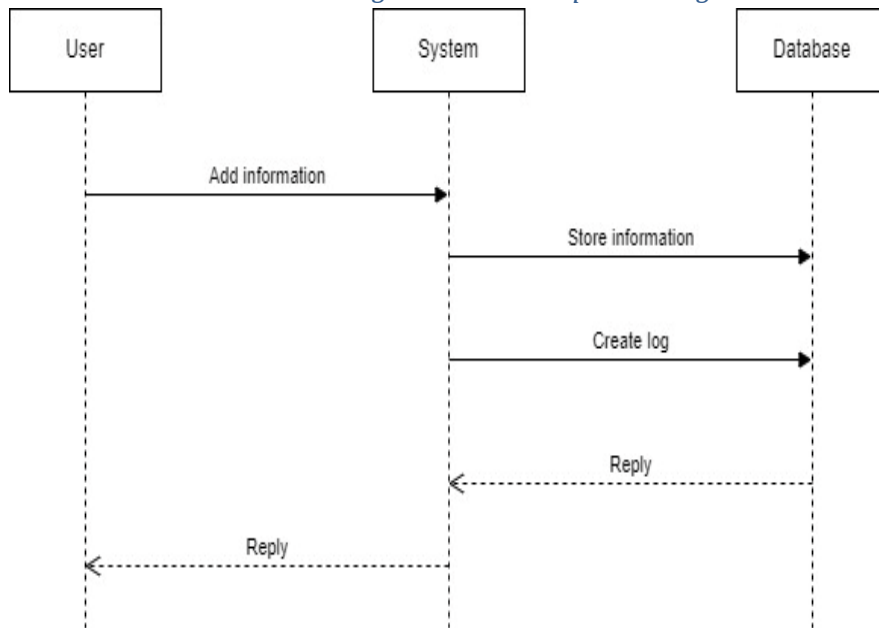 User
System
Database
Add information
Store information
Create log
Reply
Reply